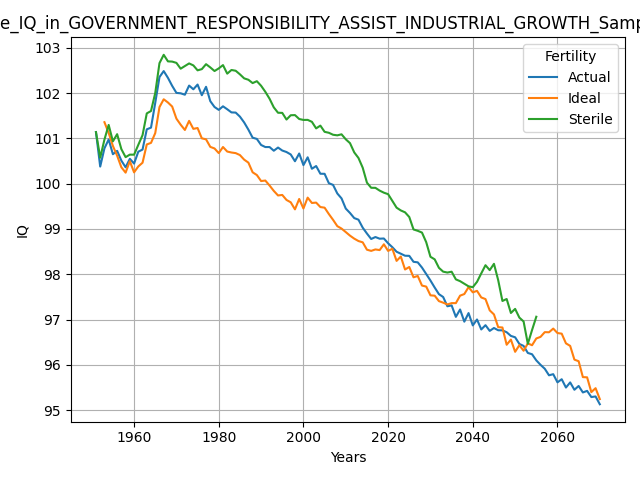 e_IQ_in_GOVERNMENT_RESPONSIBILITY_ASSIST_INDUSTRIAL_GROWTH_Samp
103
102
101
100
99
98
97
96
95
IQ
Fertility
Actual
Ideal
Sterile
1960
1980
2000
2020
2040
2060
Years